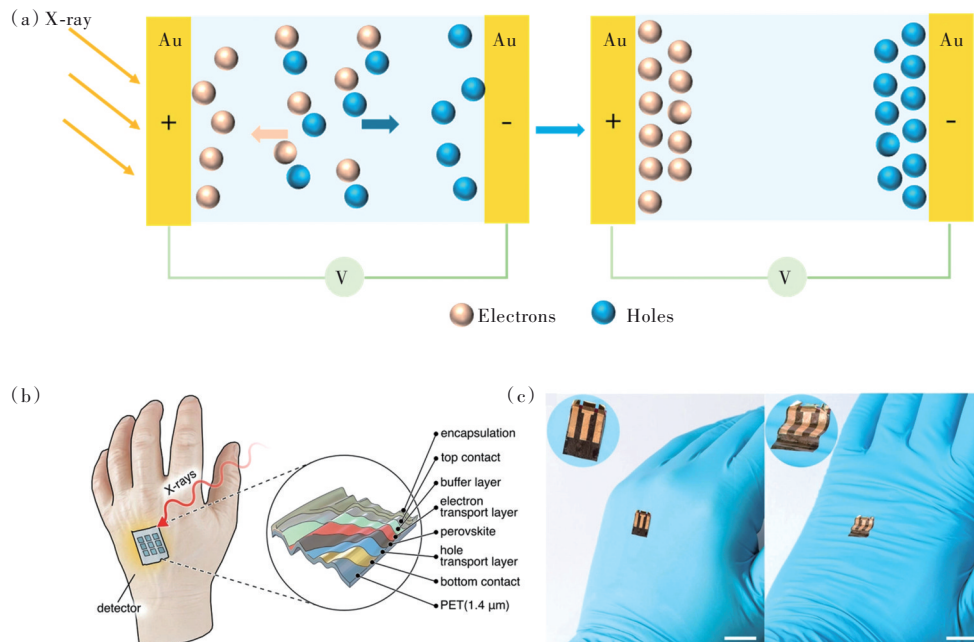 (a) X-ray
Au
Au
Au
Au
+
-
+
-
V
V
Electrons
Holes
(b)
X-rays
detector
encapsulation
top contact
buffer layer
electron
transport layer
perovskite
hole
transport layer
bottom contact
PET(1.4 μm)
(c)